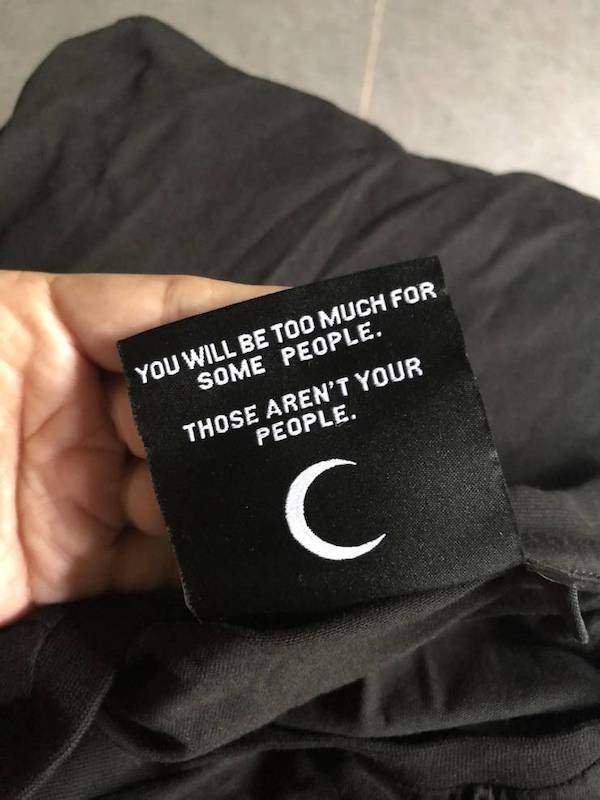 YOU WILL BE TOO MUCH FOR
SOME PEOPLE.
THOSE AREN'T YOUR
PEOPLE.